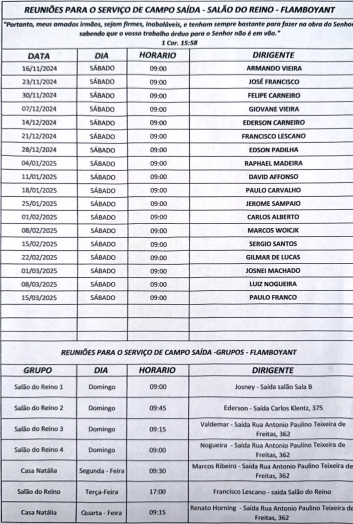 REUNIÕES PARA O SERVIÇO DE CAMPO SAÍDA - SALÃO DO REINO - FLAMBOYANT
"Portanto, meus amados irmãos, sejam firmes, inabaláveis, e tenham sempre bastante para fazer na obra do Senhor
sabendo que o vosso trabalho árduo para o Senhor não é em vão."
1 Cor. 15:58
DATA DIA HORARIO DIRIGENTE
16/11/2024 SÁBADO 09:00 ARMANDO VIEIRA
23/11/2024 SÁBADO 09:00 JOSÉ FRANCISCO
30/11/2024 SÁBADO 09:00 FELIPE CARNEIRO
07/12/2024 SÁBADO 09:00 GIOVANE VIEIRA
14/12/2024 SÁBADO 09:00 EDERSON CARNEIRO
21/12/2024 SÁBADO 09:00 FRANCISCO LESCANO
28/12/2024 SÁBADO 09:00 EDSON PADILHA
04/01/2025 SÁBADO 09:00 RAPHAEL MADEIRA
11/01/2025 SÁBADO 09:00 DAVID AFFONSO
18/01/2025 SÁBADO 09:00 PAULO CARVALHO
25/01/2025 SÁBADO 09:00 JEROME SAMPAIO
01/02/2025 SÁBADO 09:00 CARLOS ALBERTO
08/02/2025 SÁBADO 09:00 MARCOS WOICJK
15/02/2025 SÁBADO 09:00 SERGIO SANTOS
22/02/2025 SÁBADO 09:00 GILMAR DE LUCAS
01/03/2025 SÁBADO 09:00 JOSNEI MACHADO
08/03/2025 SÁBADO 09:00 LUIZ NOGUEIRA
15/03/2025 SÁBADO 09:00 PAULO FRANCO
REUNIÕES PARA O SERVIÇO DE CAMPO SAÍDA -GRUPOS - FLAMBOYANT
GRUPO DIA HORARIO DIRIGENTE
Salão do Reino 1 Domingo 09:00 Josney - Saída salão Sala B
Salão do Reino 2 Domingo 09:45 Ederson - Saida Carlos Klentz, 375
Salão do Reino 3 Domingo 09:15 Valdemar - Saída Rua Antonio Paulino Teixeira de
Freitas, 362
Salão do Reino 4 Domingo 09:00 Nogueira - Saída Rua Antonio Paulino Teixeira de
Freitas, 362
Casa Natália Segunda - Feira 09:30 Marcos Ribeiro - Saída Rua Antonio Paulino Teixeira de
Freitas, 362
Salão do Reino Terça-Feira 17:00 Francisco Lescano - saida Salão do Reino
Casa Natália Quarta - Feira 09:15 Renato Horning - Saída Rua Antonio Paulino Teixeira de
Freitas, 362